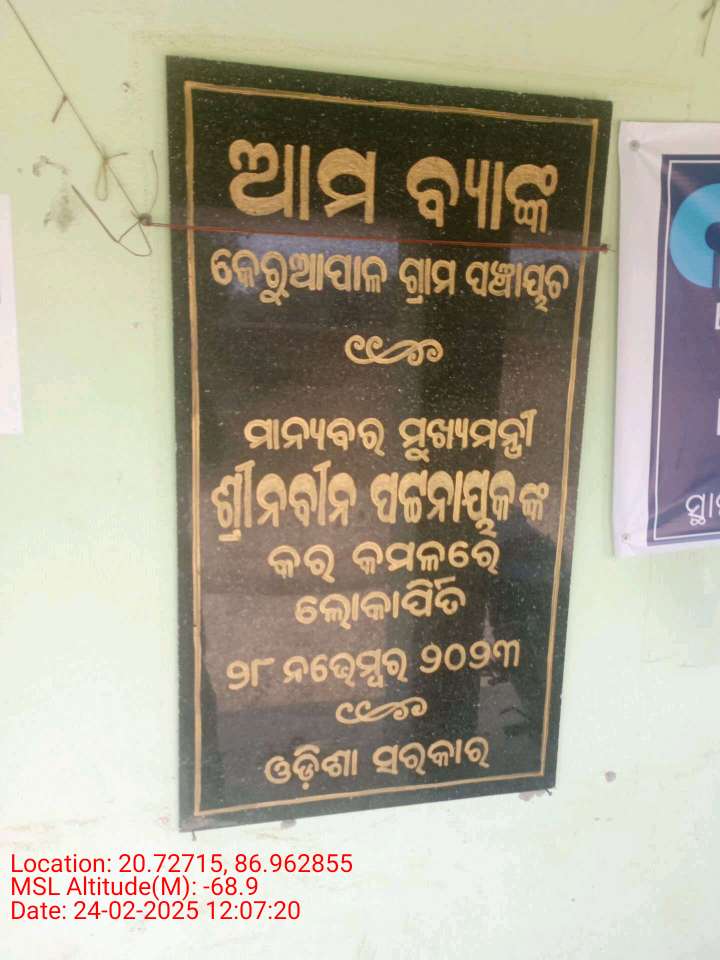 ଆମ ବ୍ୟାଙ୍କ
କେରୁଆପାଳ ଗ୍ରାମ ପଞ୍ଚାୟତ
ମାନ୍ୟବର ମୁଖ୍ୟମନ୍ତ୍ରୀ
ଶ୍ରୀ ନବୀନ ପଟ୍ଟନାୟକଙ୍କ
କର କମଳରେ
ଲୋକାର୍ପିତ
୨୮ ନଭେମ୍ବର ୨୦୨୩
ଓଡ଼ିଶା ସରକାର
Location: 20.72715, 86.962855
MSL Altitude(M): -68.9
Date: 24-02-2025 12:07:20